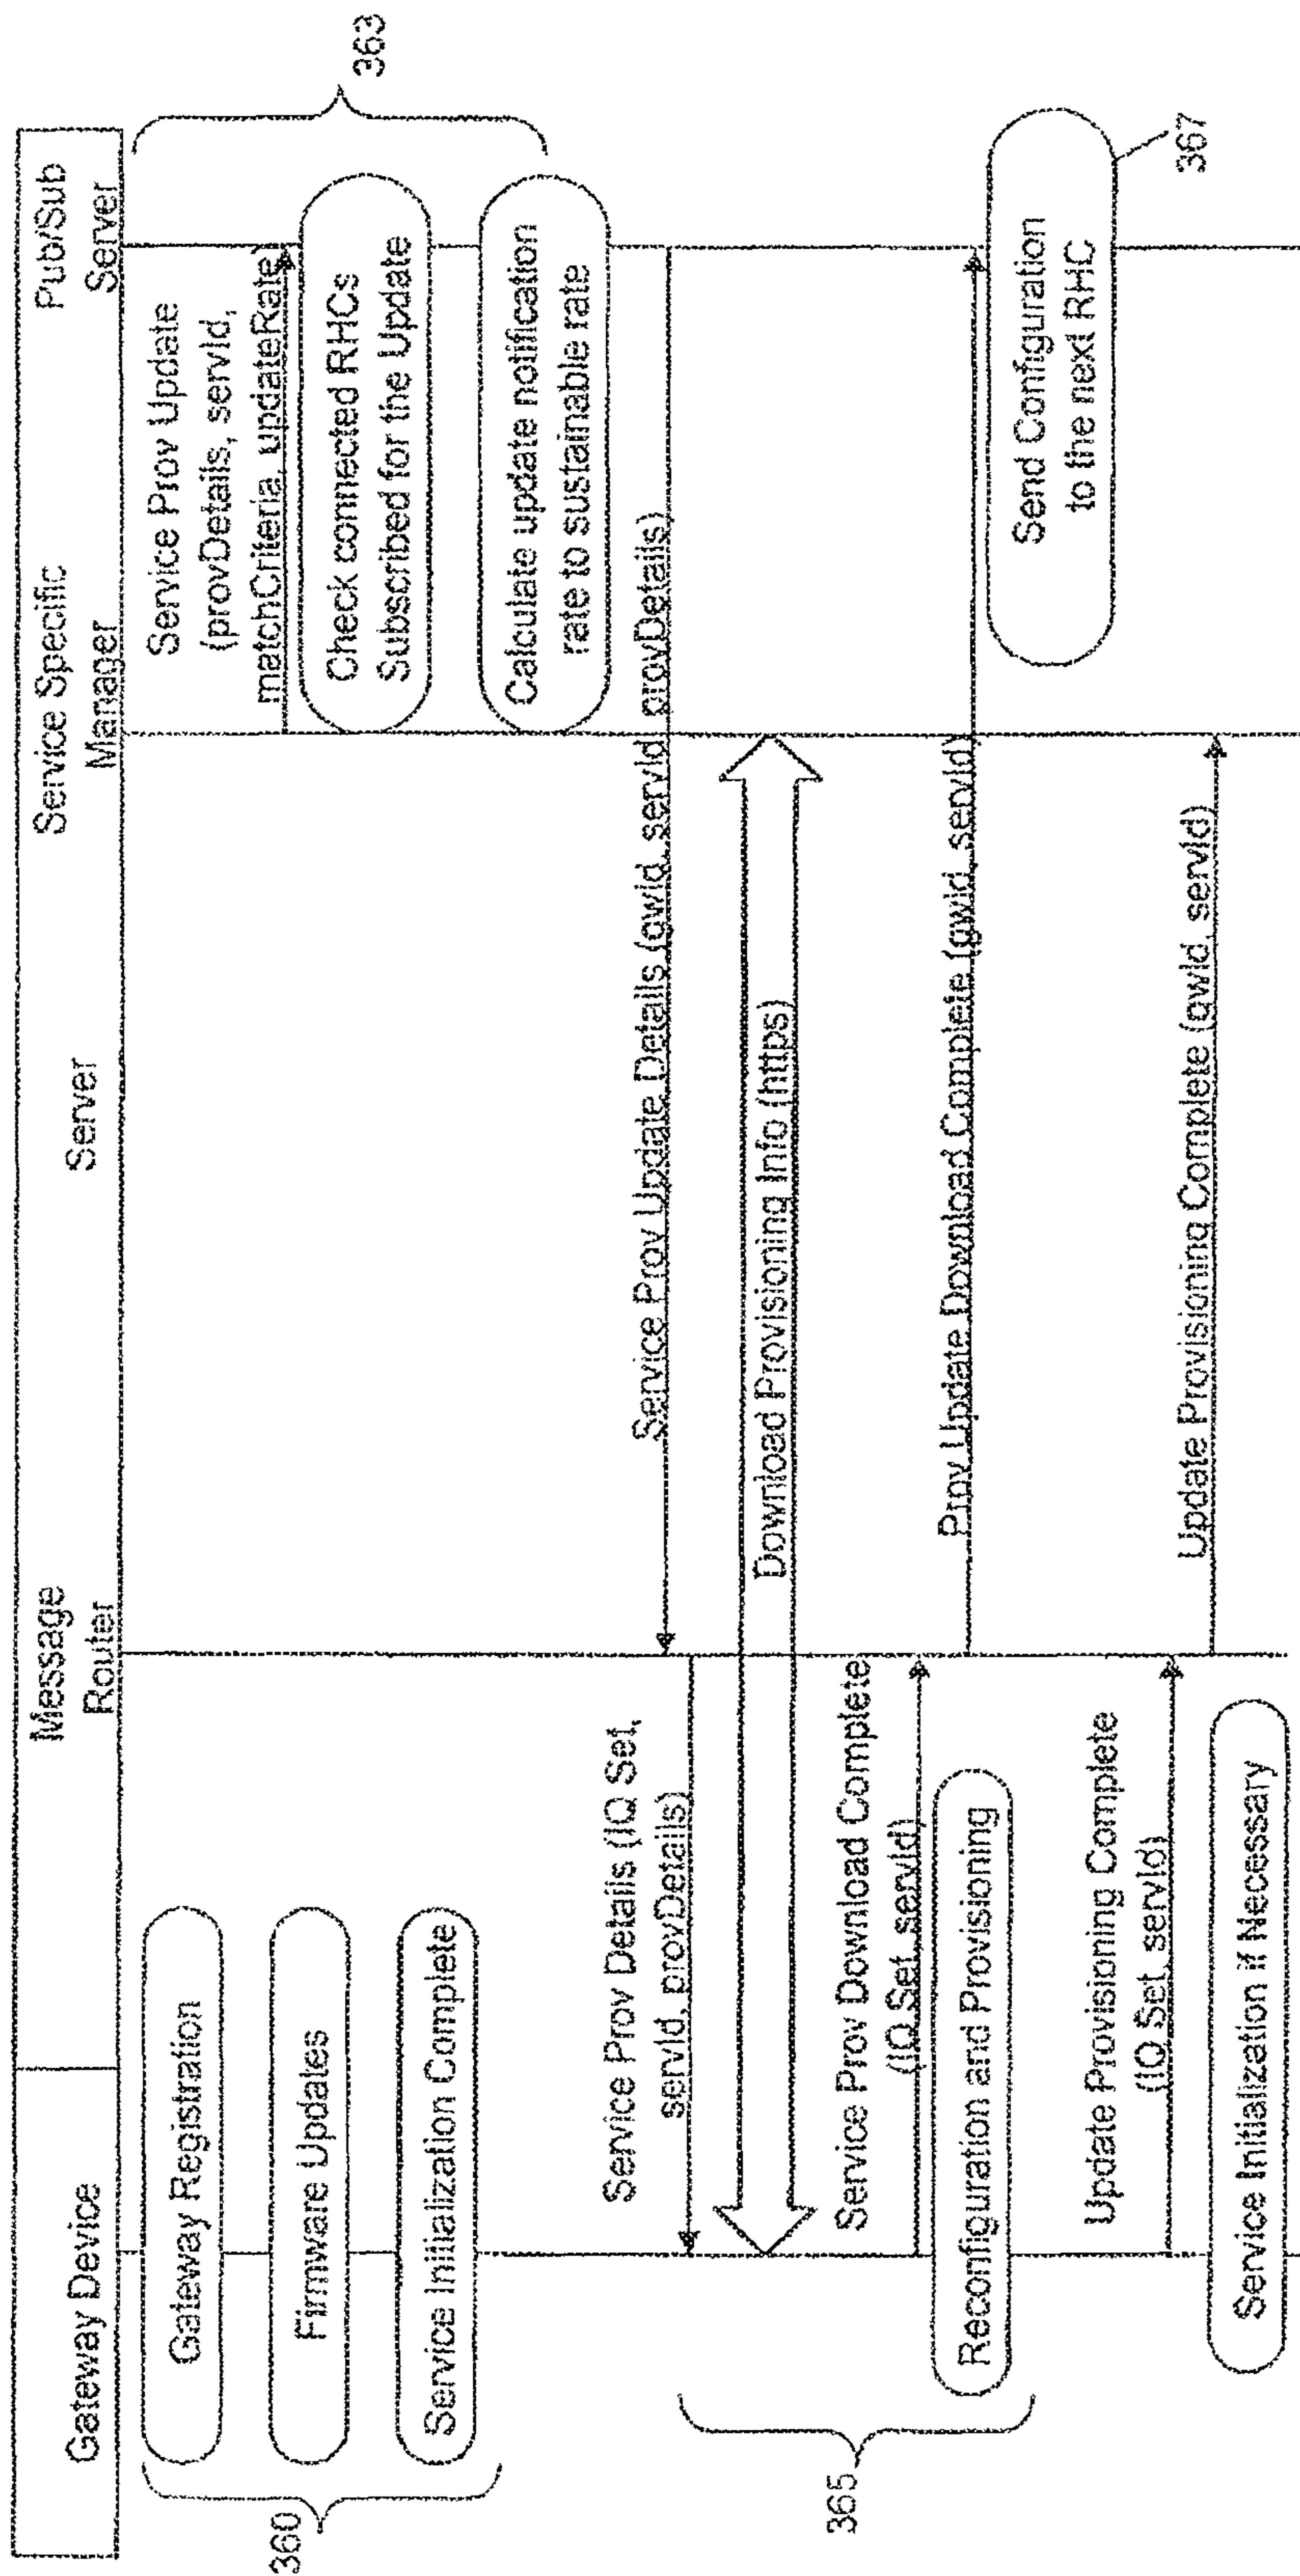 Gateway Device
Message
Router
Server
Service Specific
Manager
Pub/Sub
Server
Gateway Registration
Firmware Updates
Service Initialization Complete
360
Service Prov Update
(provDetails, servId,
matchCriteria, updateRate)
Check connected RHCs
Subscribed for the Update
Calculate update notification
rate to sustainable rate
363
Service Prov Update Details (gwId, servId, provDetails)
Service Prov Details (IQ Set,
servId, provDetails)
Download Provisioning Info (https)
Service Prov Download Complete
(IQ Set, servId)
Prov Update Download Complete (gwId, servId)
Reconfiguration and Provisioning
365
Send Configuration
to the next RHC
367
Update Provisioning Complete
(IQ Set, servId)
Update Provisioning Complete (gwId, servId)
Service Initialization if Necessary